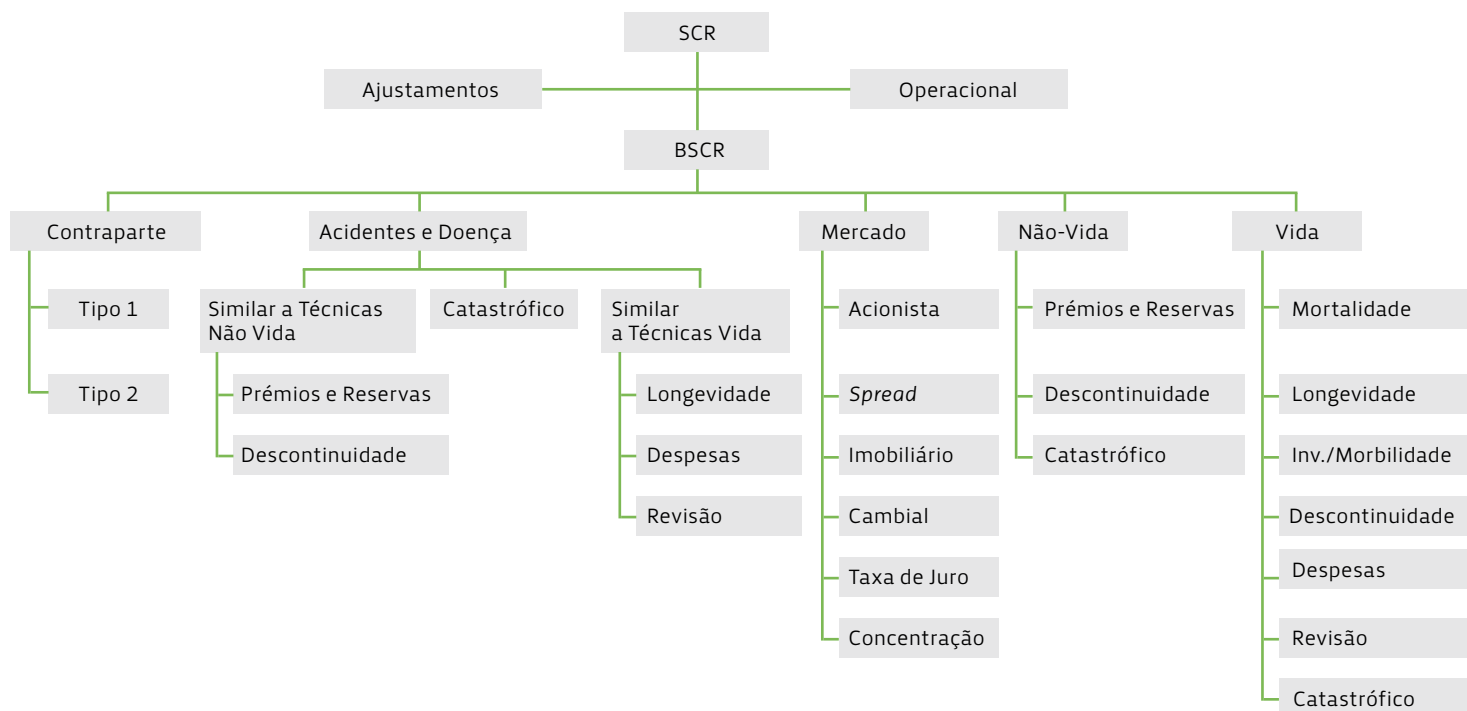 SCR
Ajustamentos
Operacional
BSCR
Contraparte
Acidentes e Doença
Mercado
Não-Vida
Vida
Tipo 1
Tipo 2
Similar a Técnicas
Não Vida
Catastrófico
Similar
a Técnicas Vida
Prémios e Reservas
Descontinuidade
Longevidade
Despesas
Revisão
Acionista
Spread
Imobiliário
Cambial
Taxa de Juro
Concentração
Prémios e Reservas
Descontinuidade
Catastrófico
Mortalidade
Longevidade
Inv./Morbilidade
Descontinuidade
Despesas
Revisão
Catastrófico